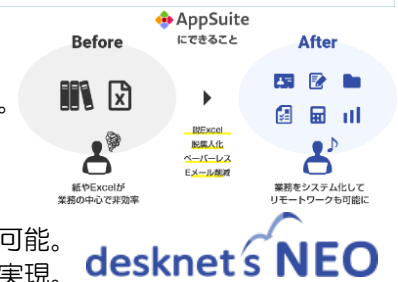 AppSuite
にできること
Before
After
。
X
脱Excel
脱属人化
ペーパーレス
Eメール削減
紙やExcelが
業務の中心で非効率
業務をシステム化して
リモートワークも可能に
可能。
実現。
desknet's NEO